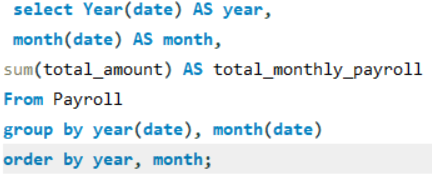 select Year(date) AS year,
month(date) AS month,
sum(total_amount) AS total_monthly_payroll
From Payroll
group by year(date), month(date)
order by year, month;